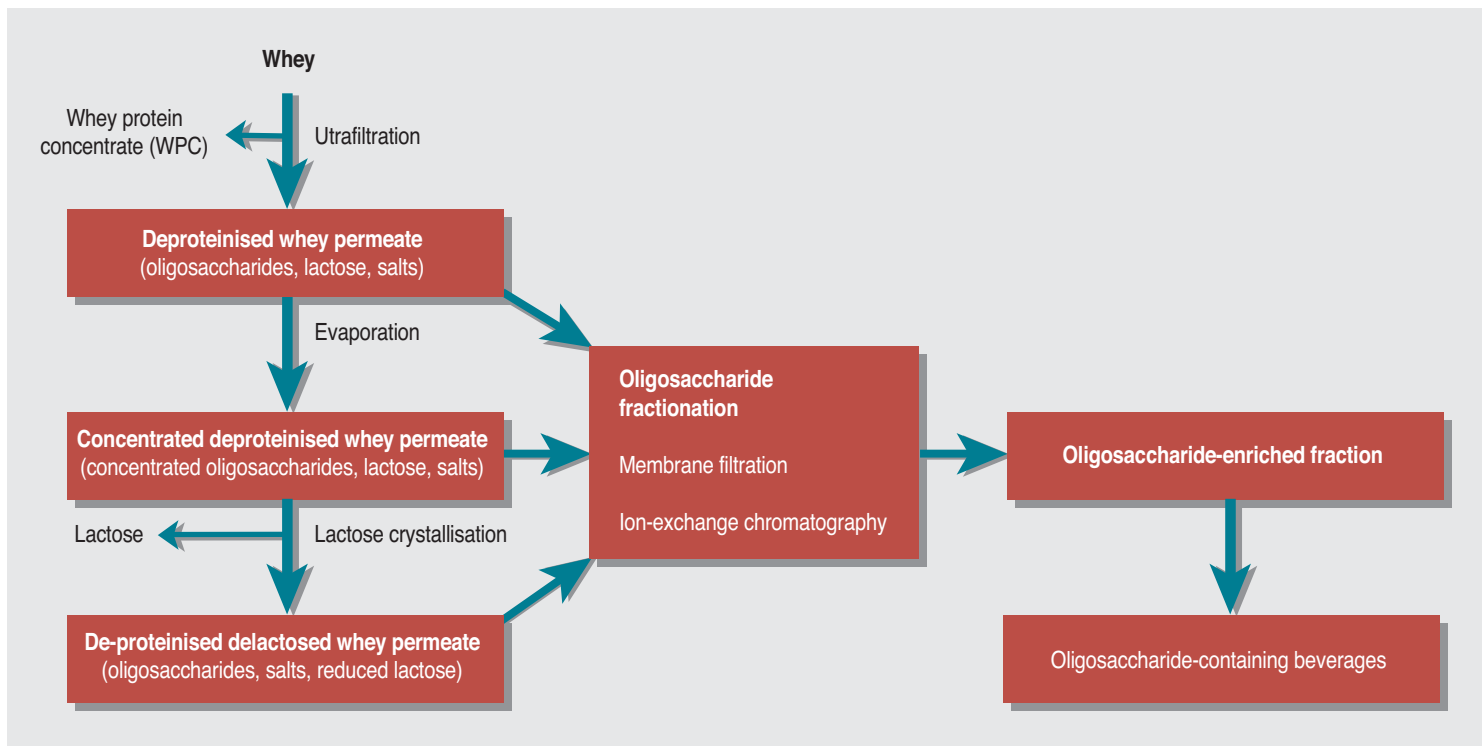 Whey
Whey protein
concentrate (WPC)
Utrafiltration
Deproteinised whey permeate
(oligosaccharides, lactose, salts)
Evaporation
Concentrated deproteinised whey permeate
(concentrated oligosaccharides, lactose, salts)
Lactose
Lactose crystallisation
De-proteinised delactosed whey permeate
(oligosaccharides, salts, reduced lactose)
Oligosaccharide
fractionation
Membrane filtration
Ion-exchange chromatography
Oligosaccharide-enriched fraction
Oligosaccharide-containing beverages